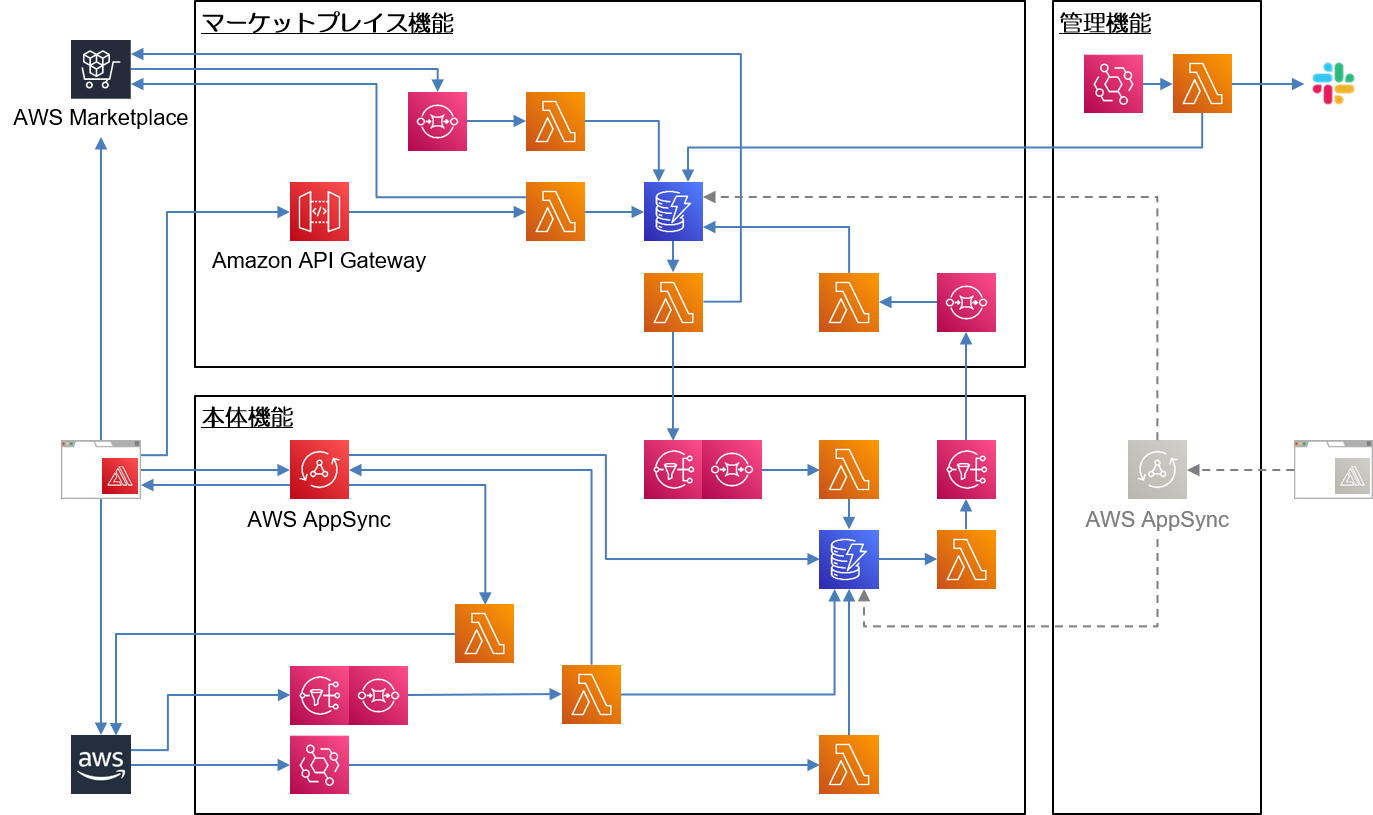 マーケットプレイス機能
管理機能
AWS Marketplace
Amazon API Gateway
本体機能
AWS AppSync
AWS AppSync
aws